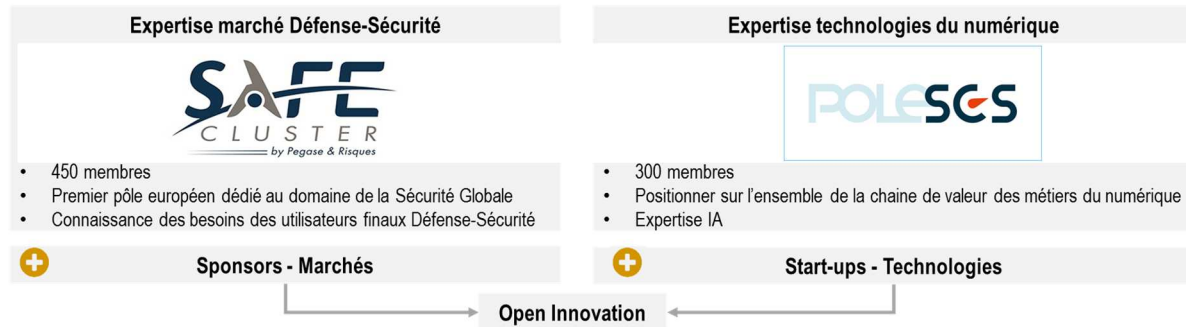 Expertise marché Défense-Sécurité
SAFE
CLUSTER
by Pegase & Risques
• 450 membres
• Premier pôle européen dédié au domaine de la Sécurité Globale
• Connaissance des besoins des utilisateurs finaux Défense-Sécurité
Sponsors - Marchés
Expertise technologies du numérique
POLESCS
• 300 membres
• Positionner sur l'ensemble de la chaine de valeur des métiers du numérique
• Expertise IA
Start-ups - Technologies
Open Innovation